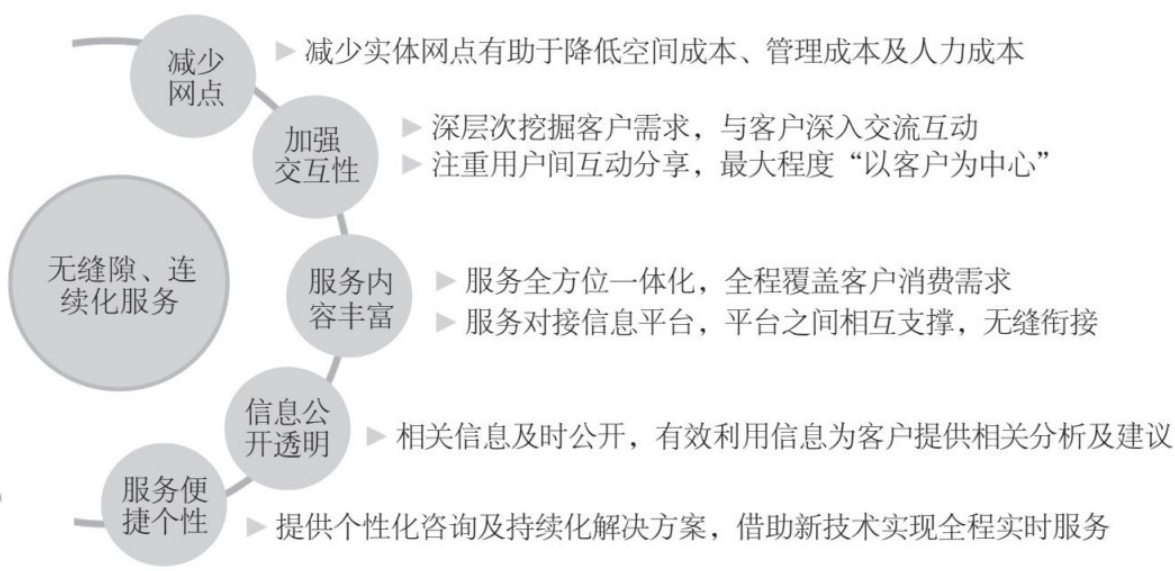 减少
网点
减少实体网点有助于降低空间成本、管理成本及人力成本
加强
交互性
深层次挖掘客户需求，与客户深入交流互动
注重用户间互动分享，最大程度“以客户为中心”
无缝隙、连
续化服务
服务内
容丰富
服务全方位一体化，全程覆盖客户消费需求
服务对接信息平台，平台之间相互支撑，无缝衔接
信息公
开透明
相关信息及时公开，有效利用信息为客户提供相关分析及建议
服务便
捷个性
提供个性化咨询及持续化解决方案，借助新技术实现全程实时服务